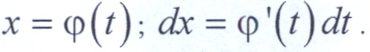 x = φ(t); dx = φ'(t)dt.